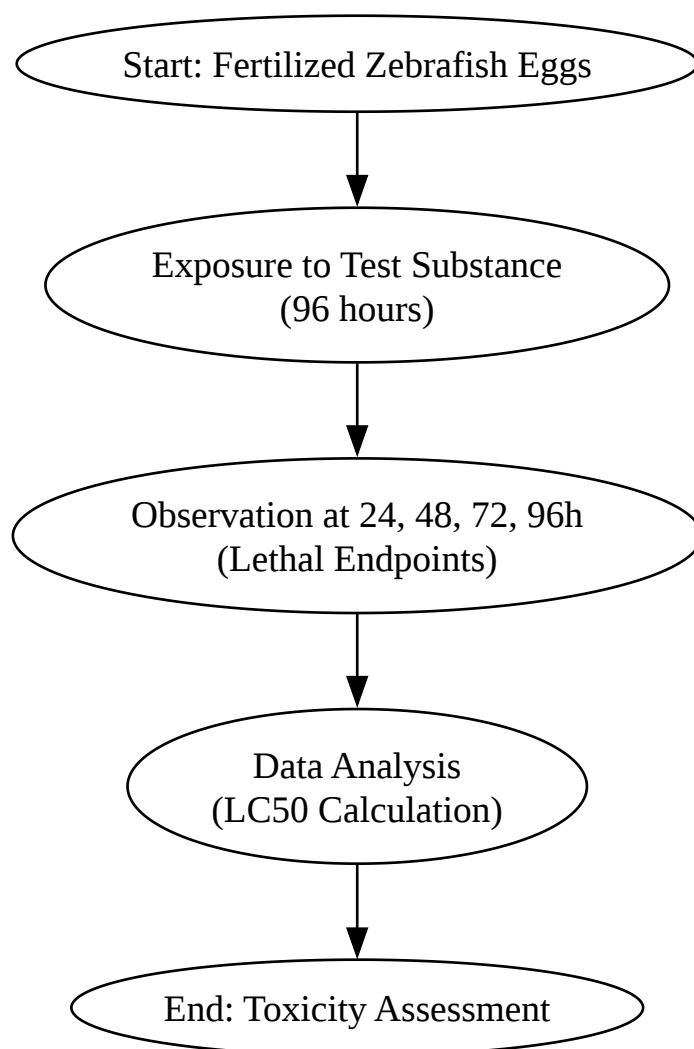 Start: Fertilized Zebrafish Eggs
Exposure to Test Substance
(96 hours)
Observation at 24, 48, 72, 96h
(Lethal Endpoints)
Data Analysis
(LC50 Calculation)
End: Toxicity Assessment